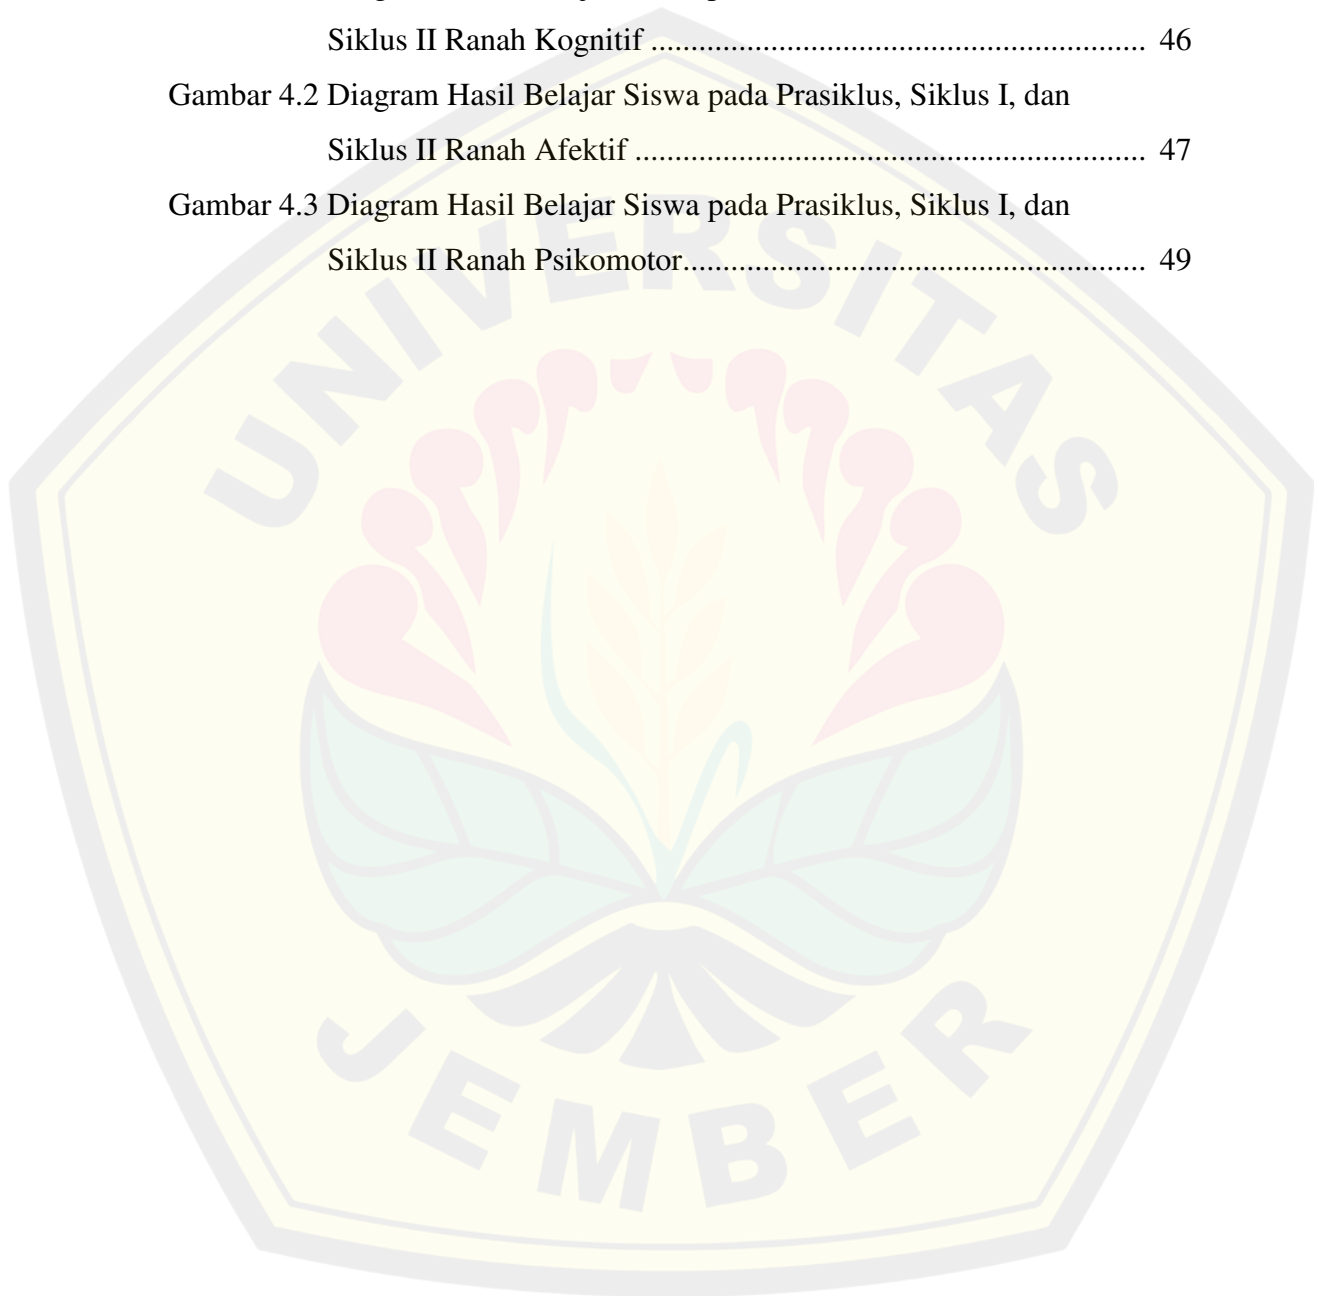 Siklus II Ranah Kognitif ............................................................... 46
Gambar 4.2 Diagram Hasil Belajar Siswa pada Prasiklus, Siklus I, dan
Siklus II Ranah Afektif ................................................................. 47
Gambar 4.3 Diagram Hasil Belajar Siswa pada Prasiklus, Siklus I, dan
Siklus II Ranah Psikomotor........................................................... 49
UNIVERSITAS
JEMBER